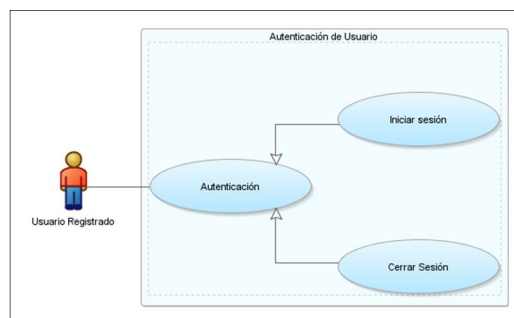 Autenticación de Usuario
Iniciar sesión
Autenticación
Usuario Registrado
Cerrar Sesión